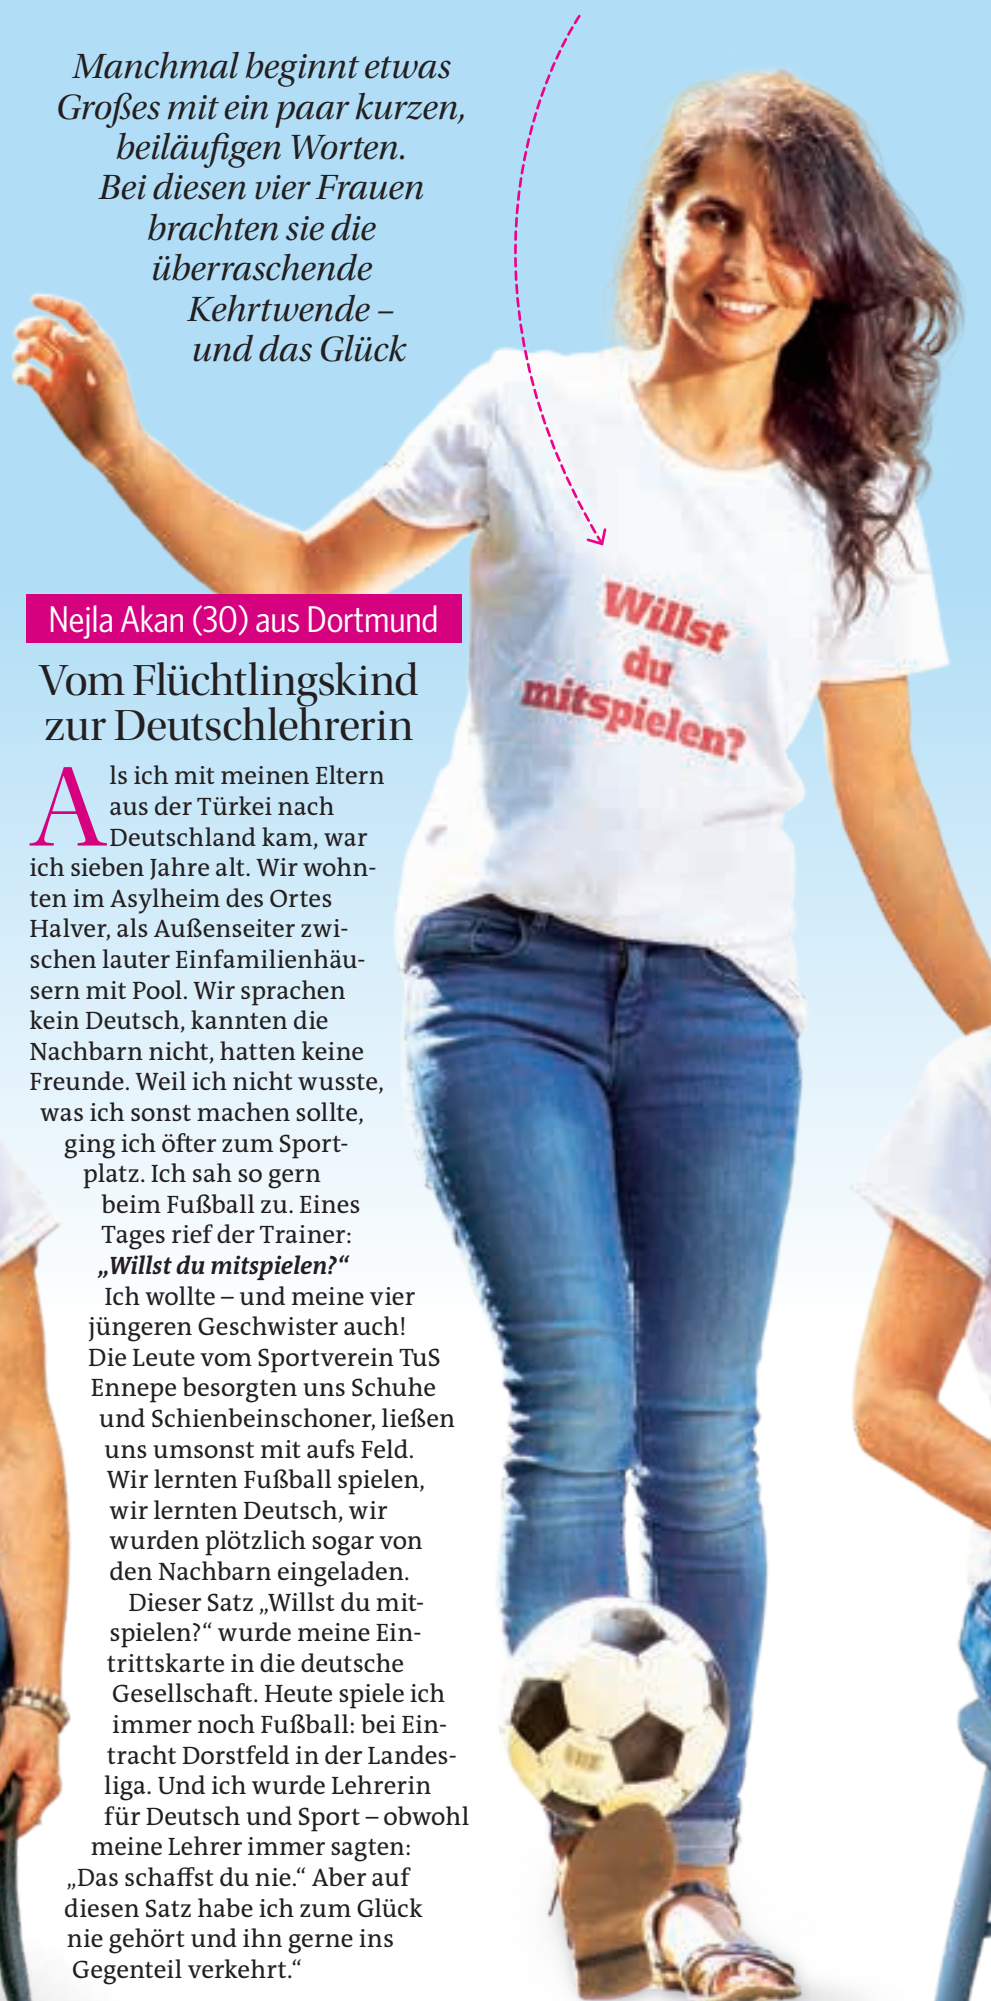 Manchmal beginnt etwas
Großes mit ein paar kurzen,
beiläufigen Worten.
Bei diesen vier Frauen
brachten sie die
überraschende
Kehrtwende –
und das Glück
Willst
du
mitspielen?
Nejla Akan (30) aus Dortmund
Vom Flüchtlingskind
zur Deutschlehrerin
Als ich mit meinen Eltern
aus der Türkei nach
Deutschland kam, war
ich sieben Jahre alt. Wir wohn-
ten im Asylheim des Ortes
Halver, als Außenseiter zwi-
schen lauter Einfamilienhäu-
sern mit Pool. Wir sprachen
kein Deutsch, kannten die
Nachbarn nicht, hatten keine
Freunde. Weil ich nicht wusste,
was ich sonst machen sollte,
ging ich öfter zum Sport-
platz. Ich sah so gern
beim Fußball zu. Eines
Tages rief der Trainer:
„Willst du mitspielen?“
Ich wollte – und meine vier
jüngeren Geschwister auch!
Die Leute vom Sportverein TuS
Ennepe besorgten uns Schuhe
und Schienbeinschoner, ließen
uns umsonst mit aufs Feld.
Wir lernten Fußball spielen,
wir lernten Deutsch, wir
wurden plötzlich sogar von
den Nachbarn eingeladen.
Dieser Satz „Willst du mit-
spielen?“ wurde meine Ein-
trittskarte in die deutsche
Gesellschaft. Heute spiele ich
immer noch Fußball: bei Ein-
tracht Dorstfeld in der Landes-
liga. Und ich wurde Lehrerin
für Deutsch und Sport – obwohl
meine Lehrer immer sagten:
„Das schaffst du nie.“ Aber auf
diesen Satz habe ich zum Glück
nie gehört und ihn gerne ins
Gegenteil verkehrt.“